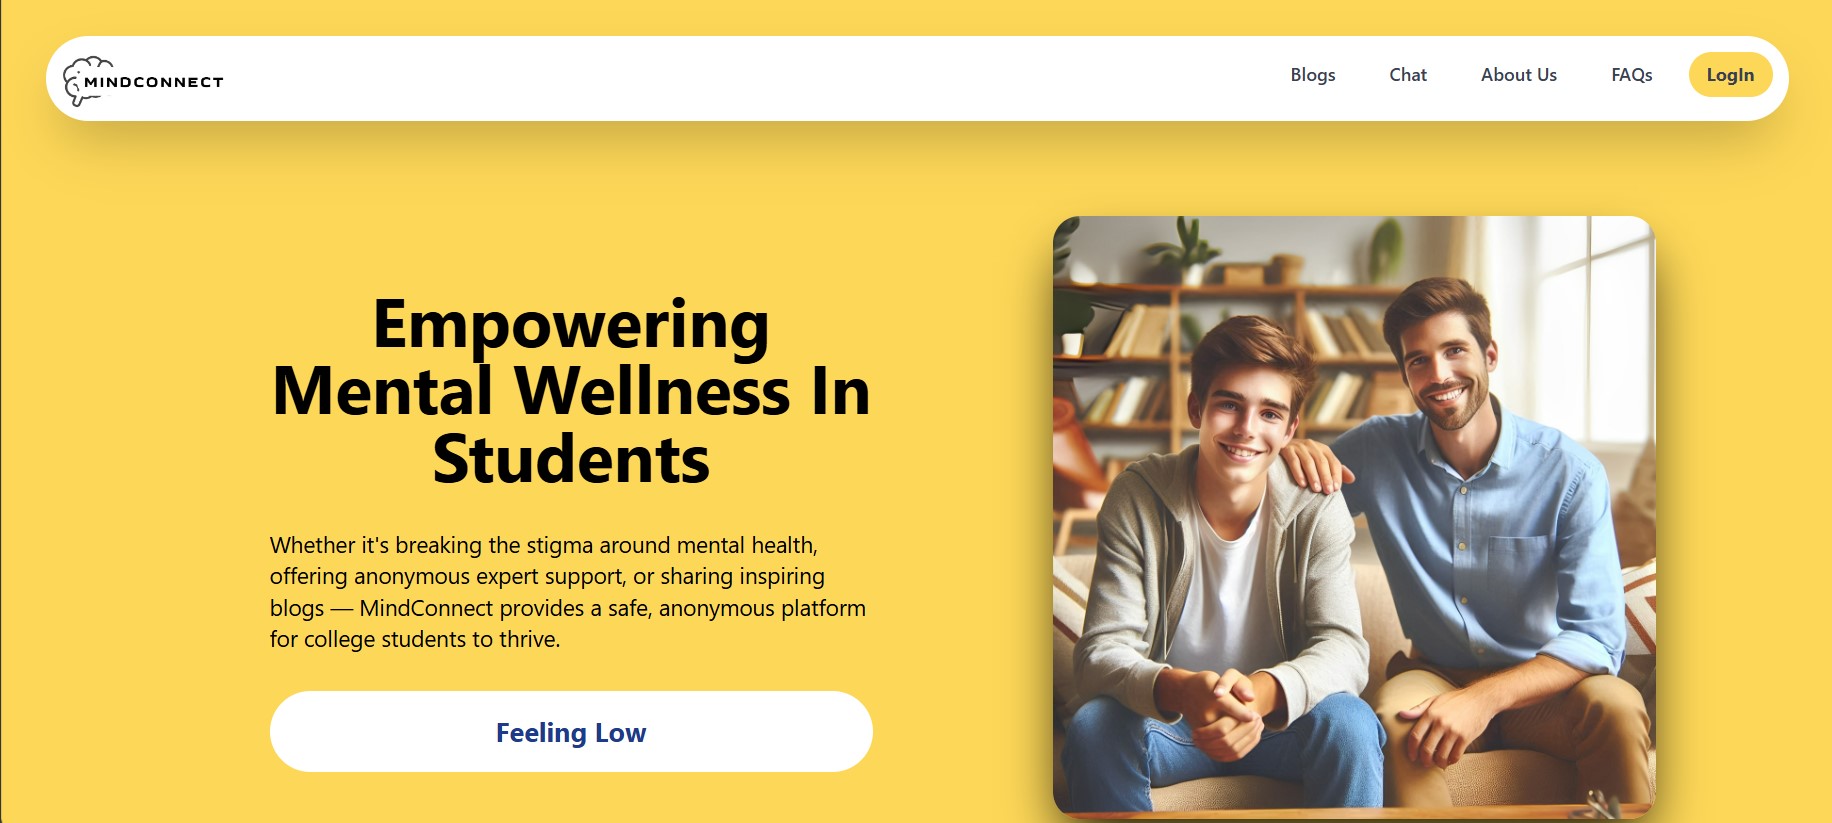 MINDCONNECT
Blogs
Chat
About Us
FAQs
LogIn
Empowering
Mental Wellness In
Students
Whether it's breaking the stigma around mental health,
offering anonymous expert support, or sharing inspiring
blogs — MindConnect provides a safe, anonymous platform
for college students to thrive.
Feeling Low